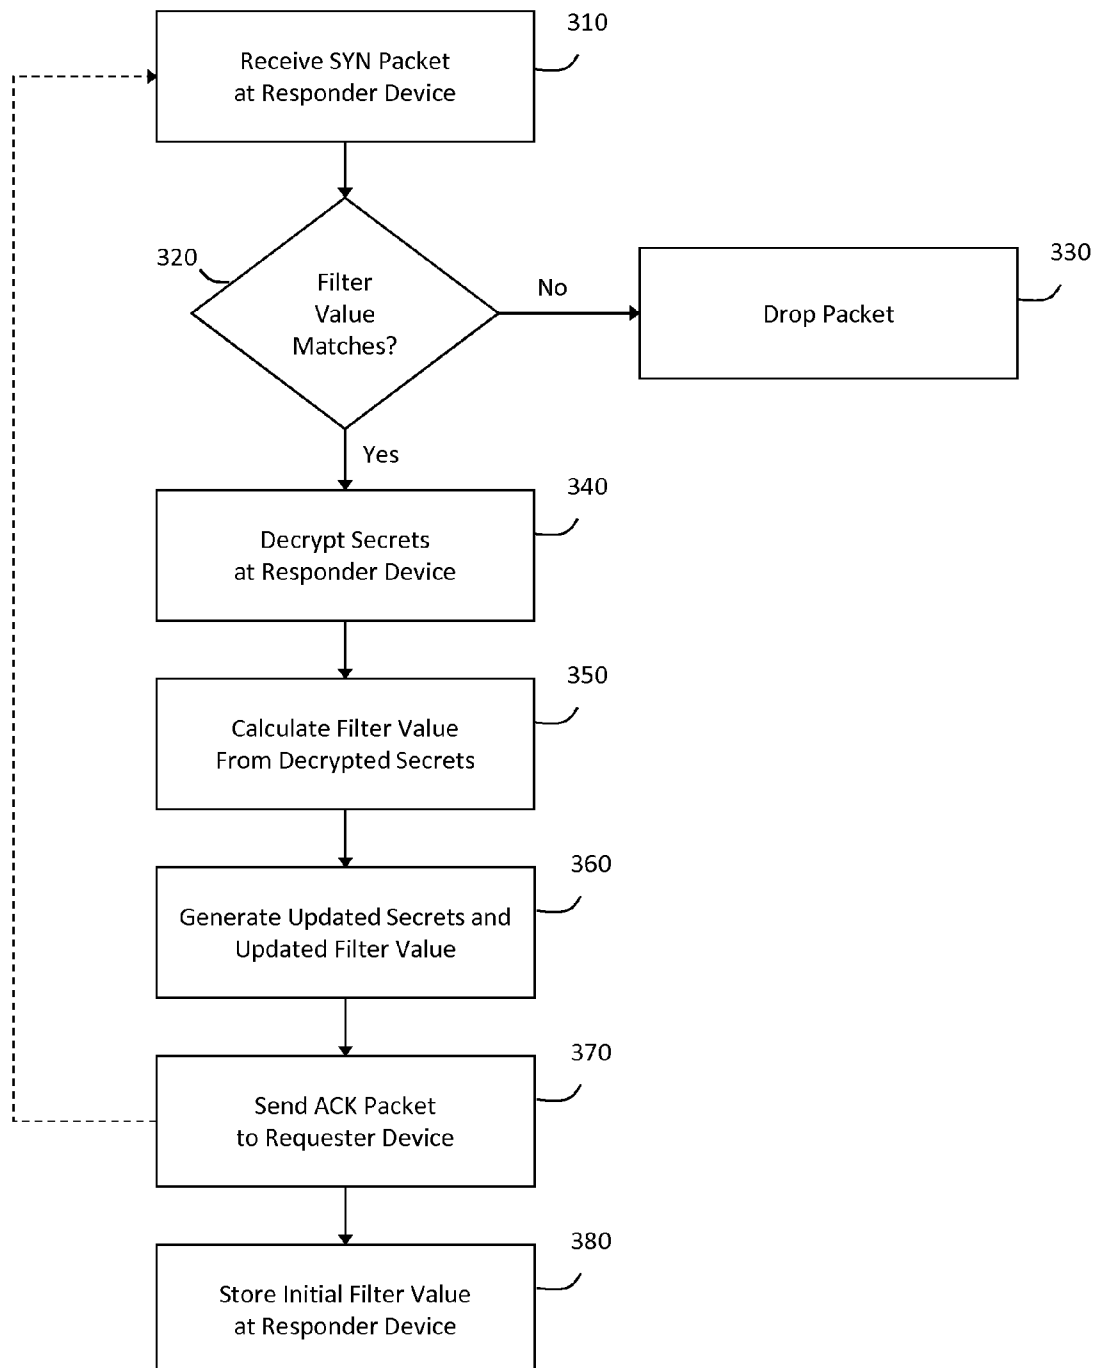 310
Receive SYN Packet
at Responder Device
320
Filter
Value
Matches?
No
330
Drop Packet
Yes
340
Decrypt Secrets
at Responder Device
350
Calculate Filter Value
From Decrypted Secrets
360
Generate Updated Secrets and
Updated Filter Value
370
Send ACK Packet
to Requester Device
380
Store Initial Filter Value
at Responder Device